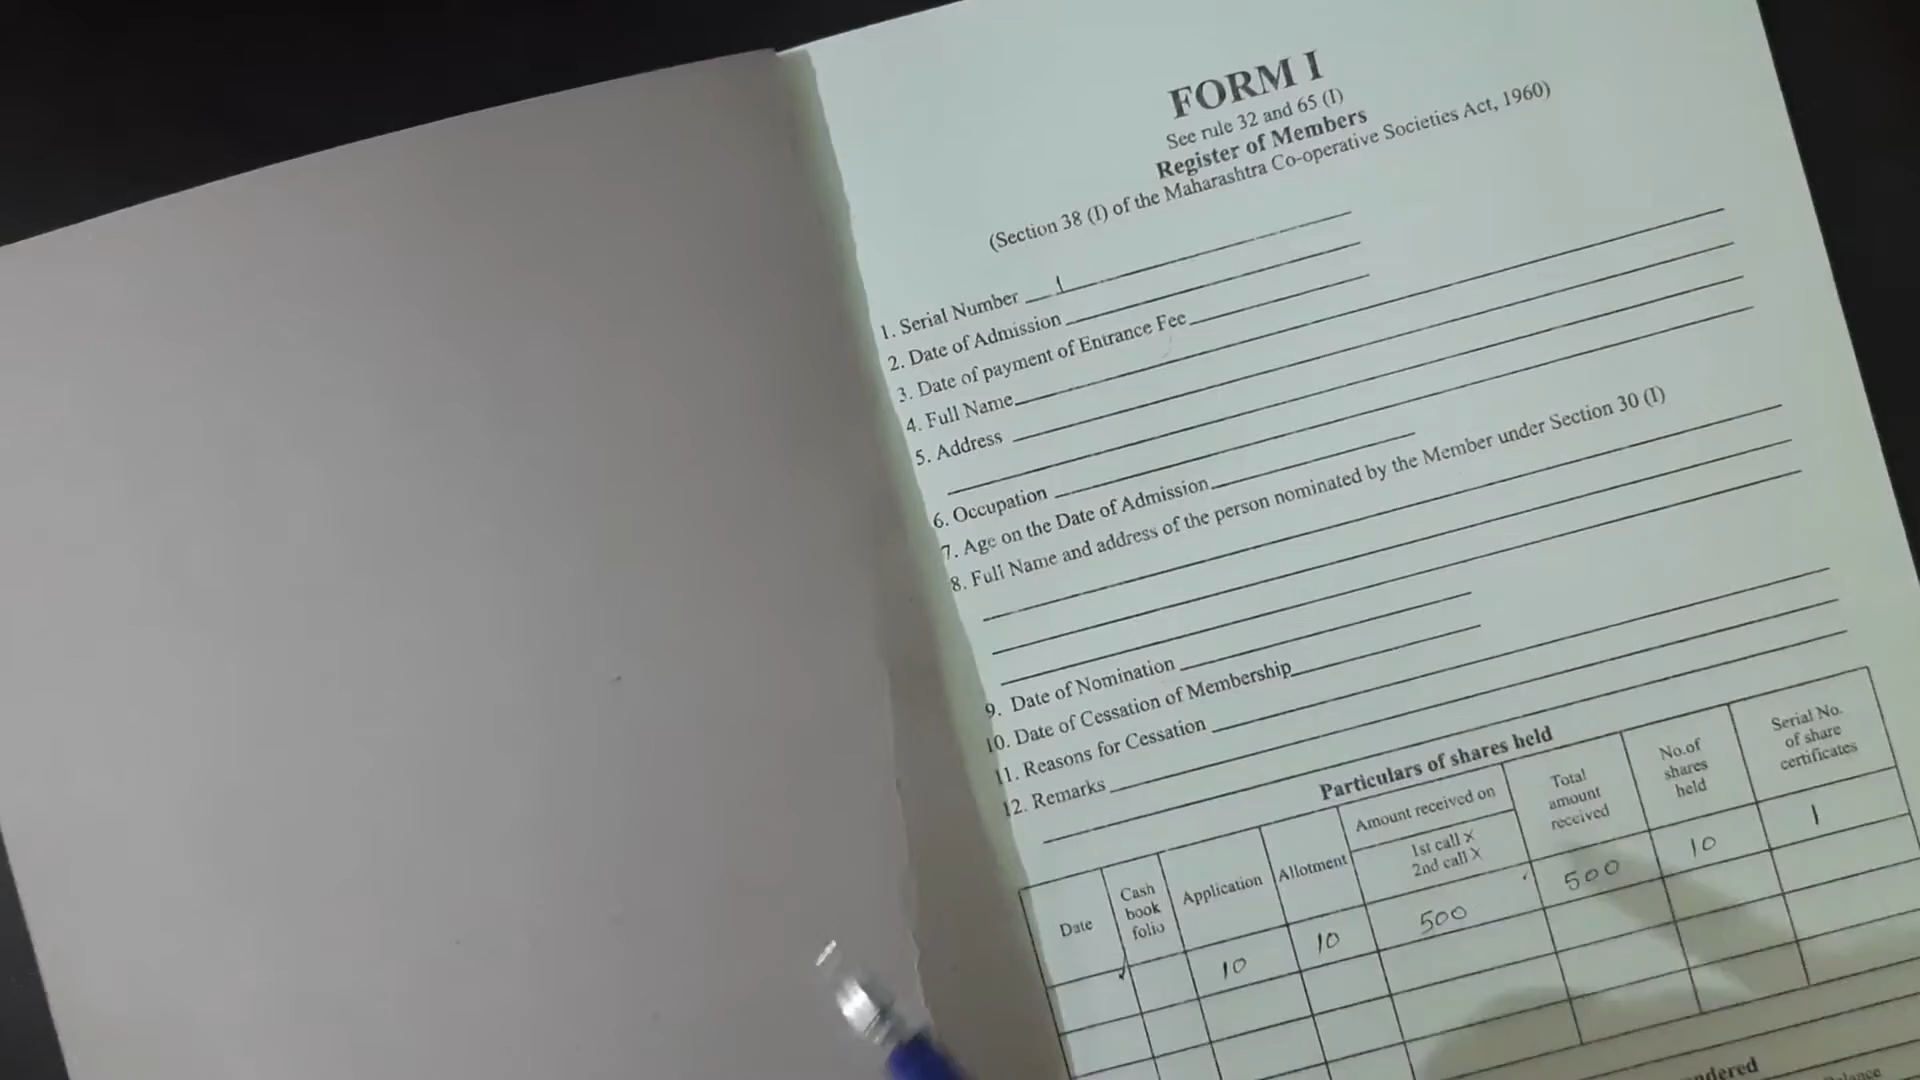 FORM I
See rule 32 and 65 (I)
Register of Members
(Section 38 (I) of the Maharashtra Co-operative Societies Act, 1960)
1. Serial Number 1
2. Date of Admission
3. Date of payment of Entrance Fee
4. Full Name
5. Address
6. Occupation
7. Age on the Date of Admission
8. Full Name and address of the person nominated by the Member under Section 30 (I)
9. Date of Nomination
10. Date of Cessation of Membership
11. Reasons for Cessation
12. Remarks
Particulars of shares held
Date
Cash
book
folio
Application
Allotment
Amount received on
1st call X
2nd call X
Total
amount
received
No.of
shares
held
Serial No.
of share
certificates
10
10
500
500
10
1